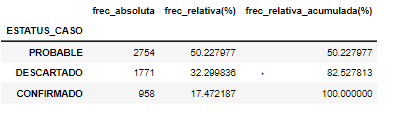 frec_absoluta frec_relativa(%) frec_relativa_acumulada(%)
ESTATUS_CASO
PROBABLE 2754 50.227977 50.227977
DESCARTADO 1771 32.299836 82.527813
CONFIRMADO 958 17.472187 100.000000